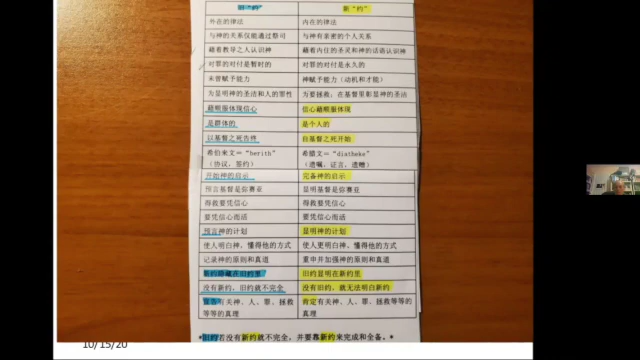 旧"约" 新"约"
外在的律法 内在的律法
与神的关系仅能通过祭司 与神有亲密的个人关系
藉着教导之人认识神 藉着内住的圣灵和神的话语认识神
对罪的对付是暂时的 对罪的对付是永久的
未曾赋予能力 神赋予能力（动机和才能）
为显明神的圣洁和人的罪性 为要拯救，在基督里彰显神的圣洁
藉顺服体现信心 信心藉顺服体现
是群体的 是个人的
以基督之死告终 自基督之死开始
希伯来文="berith" 希腊文="diatheke"
（协议，签约） （遗嘱、证言、遗赠）
开始神的启示 完备神的启示
预言基督是弥赛亚 显明基督是弥赛亚
得救要凭信心 得救要凭信心
要凭信心而活 要凭信心而活
预言神的计划 显明神的计划
使人明白神、懂得他的方式 使人更明白神、懂得他的方式
记录神的原则和真道 重申并加强神的原则和真道
新约隐藏在旧约里 旧约显明在新约里
没有新约，旧约就不完全 没有旧约，就无法明白新约
宣告有关神、人、罪、拯救 肯定有关神、人、罪、拯救等等的
等等的真理 真理
*旧约若没有新约就不完全，并要靠新约来完成和全备。*
10/15/20